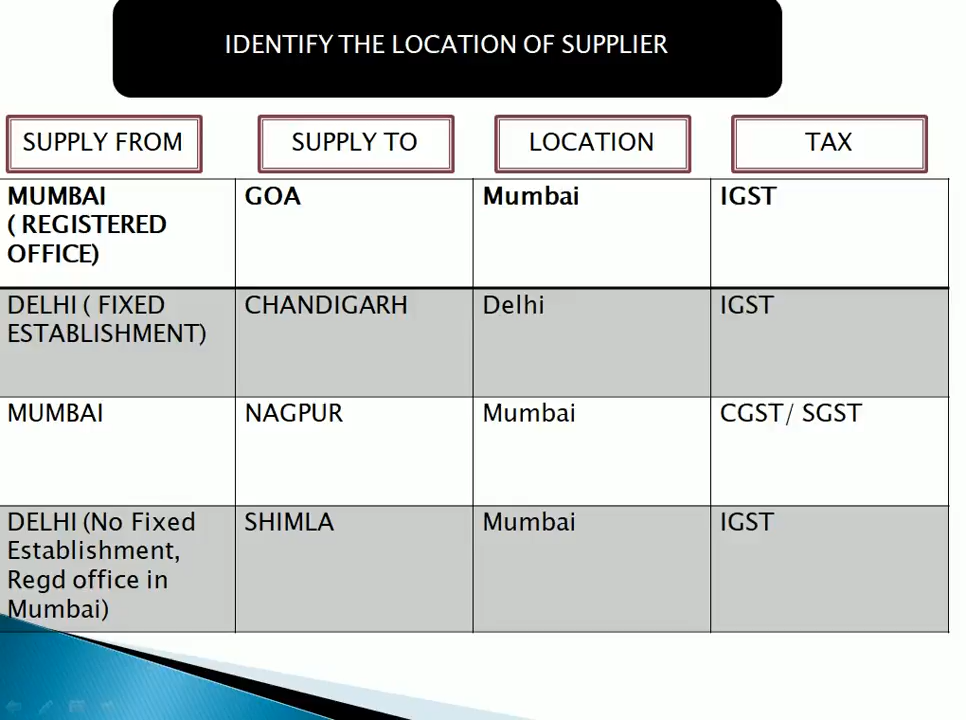 IDENTIFY THE LOCATION OF SUPPLIER
SUPPLY FROM
SUPPLY TO
LOCATION
TAX
MUMBAI
( REGISTERED
OFFICE)
GOA
Mumbai
IGST
DELHI ( FIXED
ESTABLISHMENT)
CHANDIGARH
Delhi
IGST
MUMBAI
NAGPUR
Mumbai
CGST/ SGST
DELHI (No Fixed
Establishment,
Regd office in
Mumbai)
SHIMLA
Mumbai
IGST